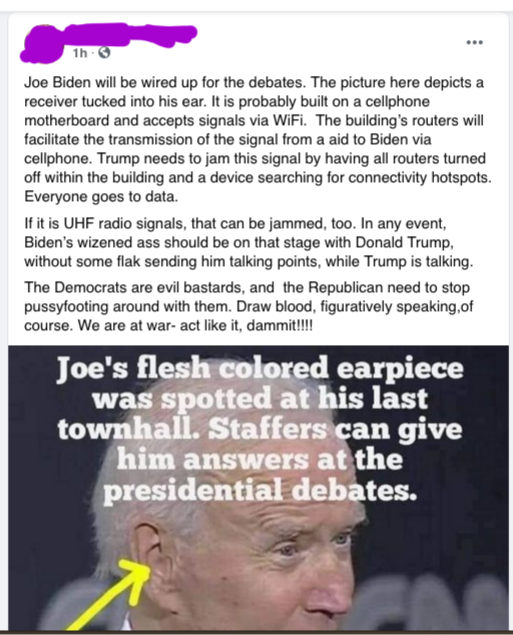 1h ·
Joe Biden will be wired up for the debates. The picture here depicts a
receiver tucked into his ear. It is probably built on a cellphone
motherboard and accepts signals via WiFi. The building's routers will
facilitate the transmission of the signal from a aid to Biden via
cellphone. Trump needs to jam this signal by having all routers turned
off within the building and a device searching for connectivity hotspots.
Everyone goes to data.
If it is UHF radio signals, that can be jammed, too. In any event,
Biden's wizened ass should be on that stage with Donald Trump,
without some flak sending him talking points, while Trump is talking.
The Democrats are evil bastards, and the Republican need to stop
pussyfooting around with them. Draw blood, figuratively speaking,of
course. We are at war- act like it, dammit!!!!
Joe's flesh colored earpiece
was spotted at his last
townhall. Staffers can give
him answers at the
presidential debates.